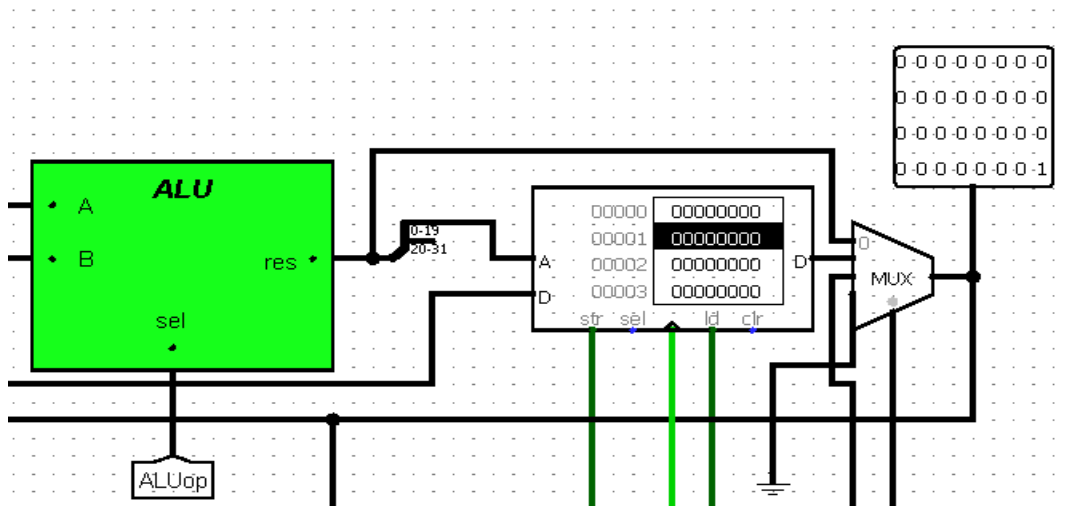 0 0 0 0 0 0 0 0
0 0 0 0 0 0 0 0
0 0 0 0 0 0 0 0
0 0 0 0 0 0 0 1
ALU
A
B
res
sel
ALUop
0-19
20-31
00000 00000000
00001 00000000
00002 00000000
00003 00000000
A
D
D
str sel ld clr
0
MUX